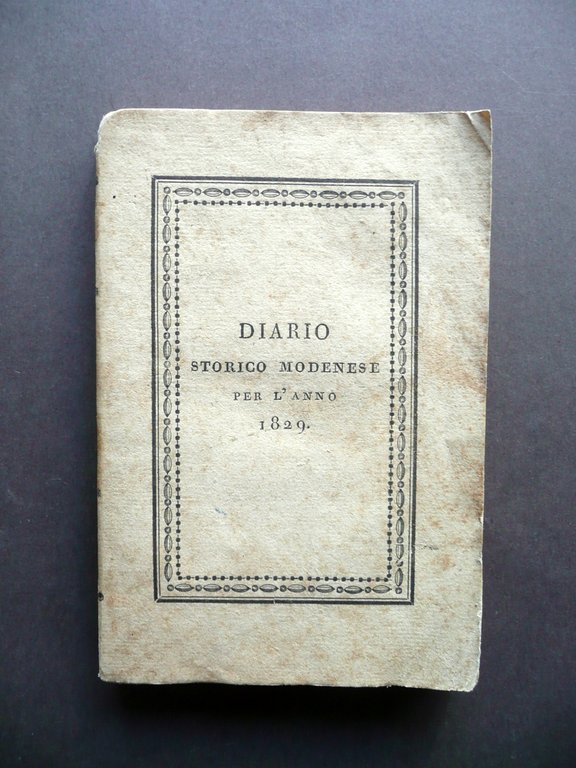 DIARIO
STORICO MODENESE
PER L'ANNO
1829.